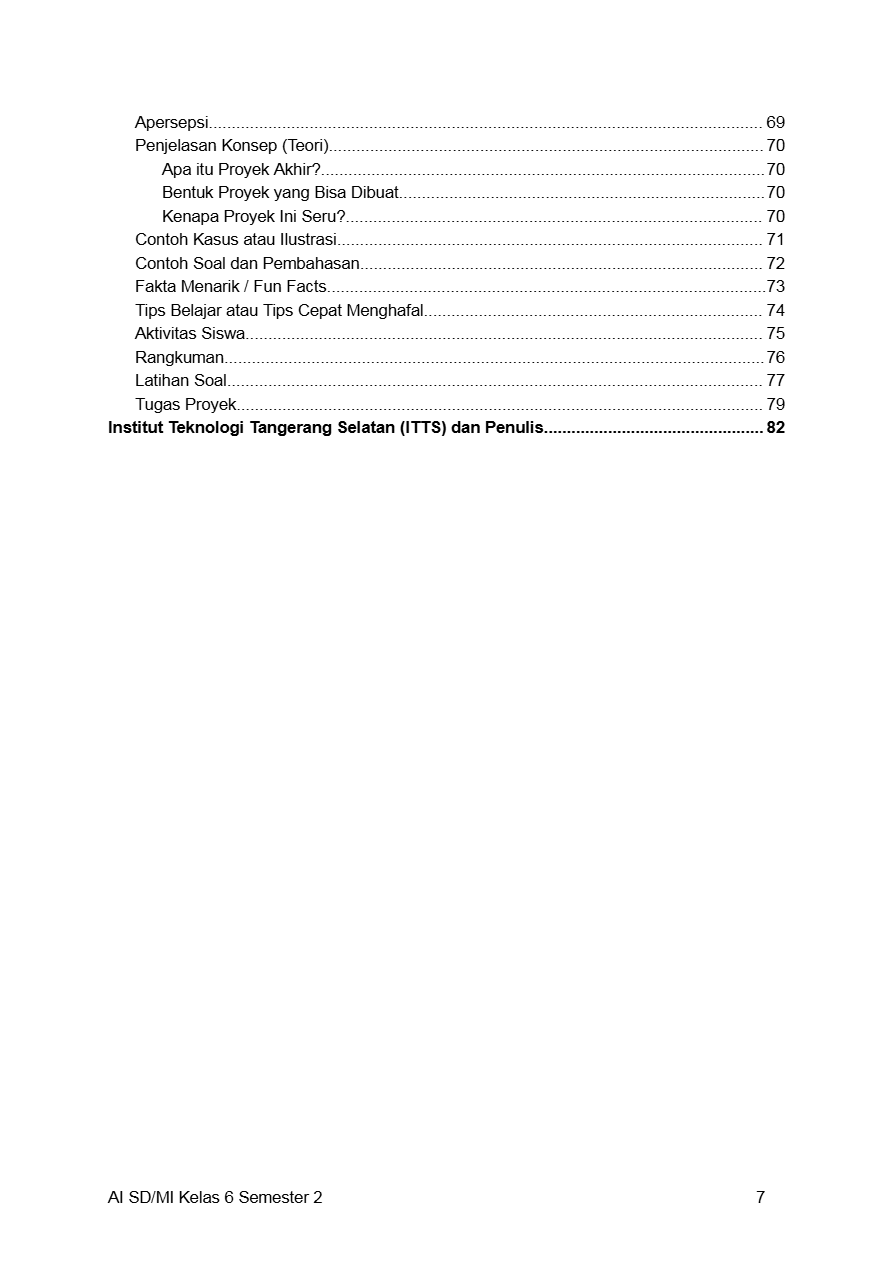 Apersepsi........................................................................................................................ 69
Penjelasan Konsep (Teori)............................................................................................... 70
Apa itu Proyek Akhir?.................................................................................................70
Bentuk Proyek yang Bisa Dibuat................................................................................70
Kenapa Proyek Ini Seru?........................................................................................... 70
Contoh Kasus atau Ilustrasi............................................................................................. 71
Contoh Soal dan Pembahasan........................................................................................ 72
Fakta Menarik / Fun Facts................................................................................................73
Tips Belajar atau Tips Cepat Menghafal.......................................................................... 74
Aktivitas Siswa................................................................................................................. 75
Rangkuman...................................................................................................................... 76
Latihan Soal..................................................................................................................... 77
Tugas Proyek................................................................................................................... 79
Institut Teknologi Tangerang Selatan (ITTS) dan Penulis................................................ 82
AI SD/MI Kelas 6 Semester 2 7